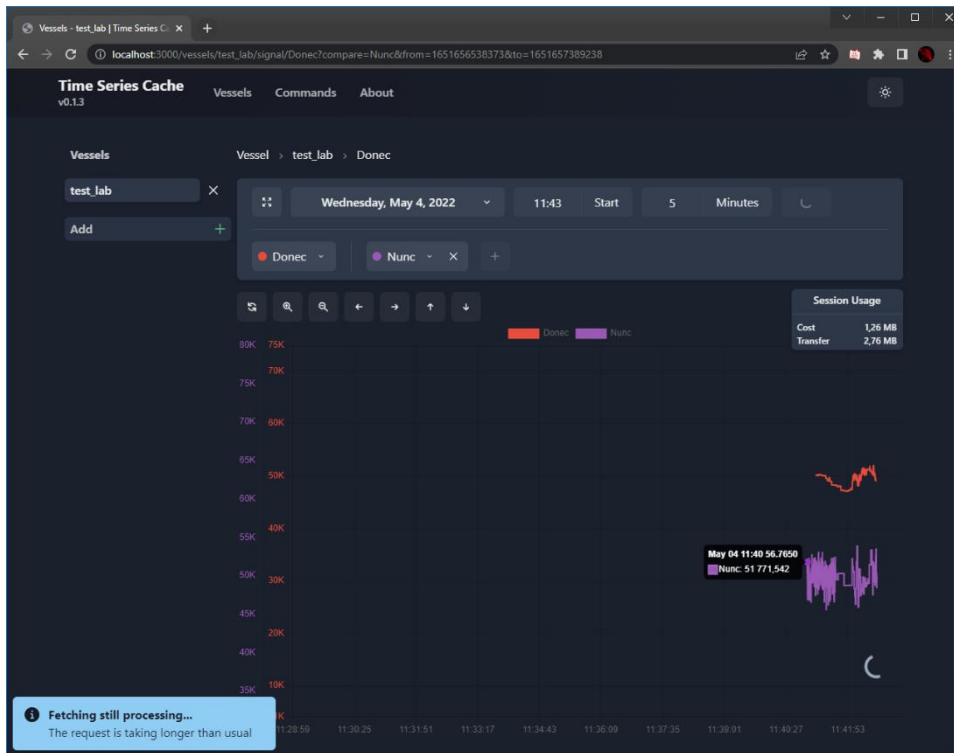 Vessels - test_lab | Time Series C
localhost:3000/vessels/test_lab/signal/Donec?compare=Nunc&from=1651656538373&to=1651657389238
Time Series Cache
v0.1.3
Vessels
Commands
About
Vessels
test_lab
Add
Vessel > test_lab > Donec
Wednesday, May 4, 2022
11:43
Start
5
Minutes
Donec
Nunc
Session Usage
Cost 1,26 MB
Transfer 2,76 MB
Donec
Nunc
80K
75K
70K
65K
60K
55K
50K
45K
40K
35K
75K
70K
60K
50K
40K
30K
20K
10K
May 04 11:40 56.7650
Nunc: 51 771,542
11:28:59
11:30:25
11:31:51
11:33:17
11:34:43
11:36:09
11:37:35
11:39:01
11:40:27
11:41:53
Fetching still processing...
The request is taking longer than usual